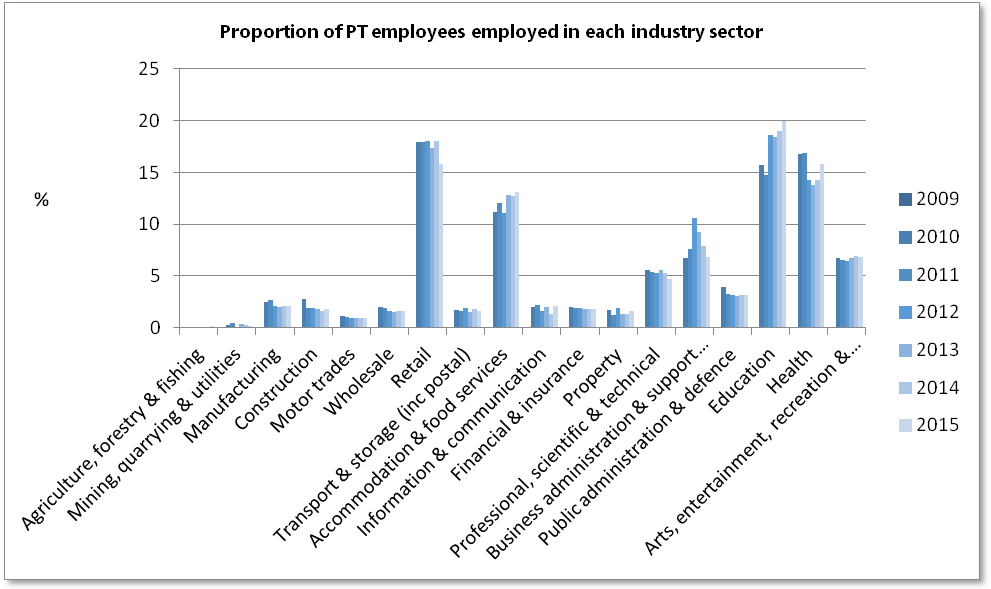 Proportion of PT employees employed in each industry sector
25
20
15
10
5
0
%
Agriculture, forestry & fishing
Mining, quarrying & utilities
Manufacturing
Construction
Motor trades
Wholesale
Retail
Transport & storage (inc postal)
Accommodation & food services
Information & communication
Financial & insurance
Property
Professional, scientific & technical
Business administration & support...
Public administration & defence
Education
Health
Arts, entertainment, recreation &...
2009
2010
2011
2012
2013
2014
2015